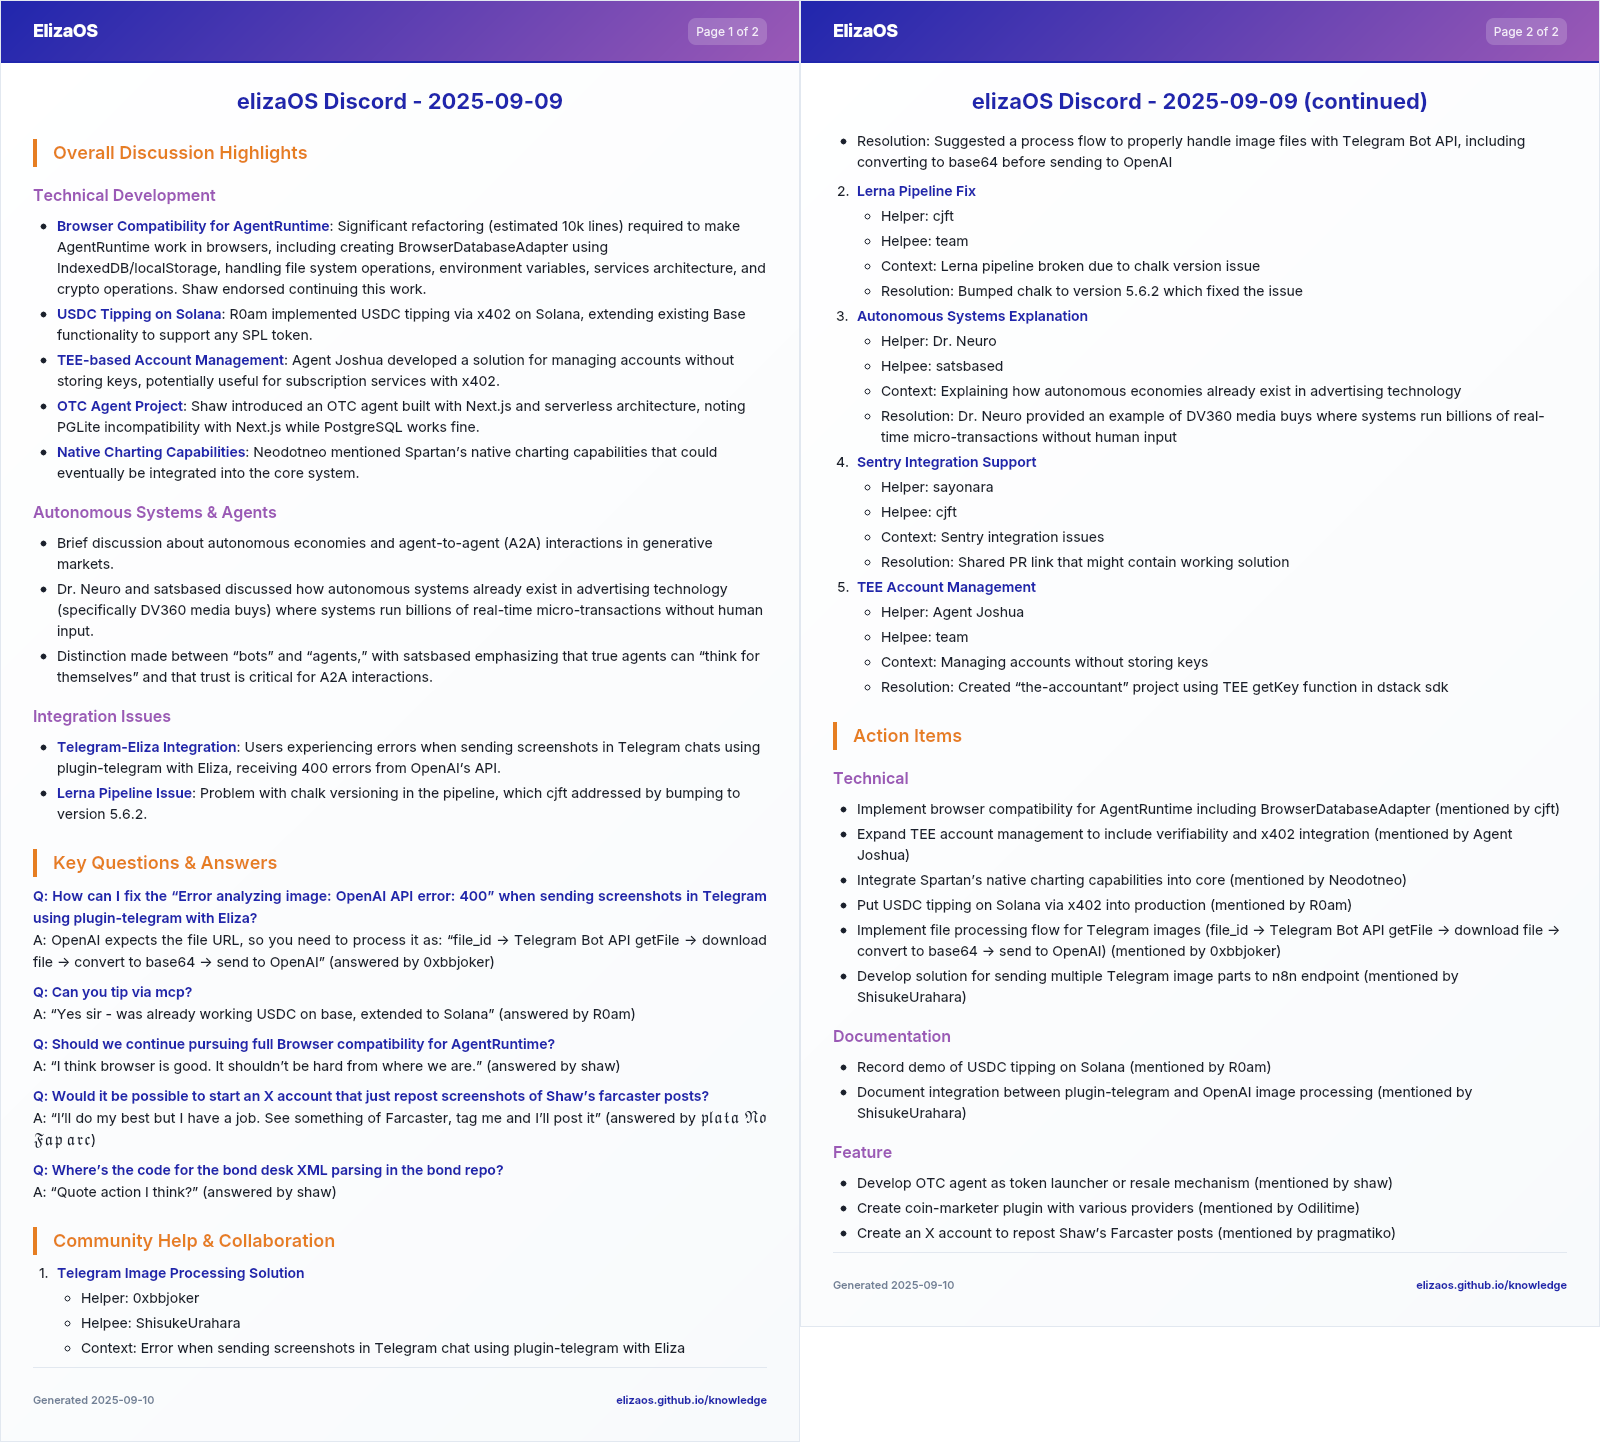 ElizaOS
Page 1 of 2
elizaOS Discord - 2025-09-09
Overall Discussion Highlights
Technical Development
• Browser Compatibility for AgentRuntime: Significant refactoring (estimated 10k lines) required to make
AgentRuntime work in browsers, including creating BrowserDatabaseAdapter using
IndexedDB/localStorage, handling file system operations, environment variables, services architecture, and
crypto operations. Shaw endorsed continuing this work.
• USDC Tipping on Solana: R0am implemented USDC tipping via x402 on Solana, extending existing Base
functionality to support any SPL token.
• TEE-based Account Management: Agent Joshua developed a solution for managing accounts without
storing keys, potentially useful for subscription services with x402.
• OTC Agent Project: Shaw introduced an OTC agent built with Next.js and serverless architecture, noting
PGLite incompatibility with Next.js while PostgreSQL works fine.
• Native Charting Capabilities: Neodotneo mentioned Spartan’s native charting capabilities that could
eventually be integrated into the core system.
Autonomous Systems & Agents
• Brief discussion about autonomous economies and agent-to-agent (A2A) interactions in generative
markets.
• Dr. Neuro and satsbased discussed how autonomous systems already exist in advertising technology
(specifically DV360 media buys) where systems run billions of real-time micro-transactions without human
input.
• Distinction made between “bots” and “agents,” with satsbased emphasizing that true agents can “think for
themselves” and that trust is critical for A2A interactions.
Integration Issues
• Telegram-Eliza Integration: Users experiencing errors when sending screenshots in Telegram chats using
plugin-telegram with Eliza, receiving 400 errors from OpenAI’s API.
• Lerna Pipeline Issue: Problem with chalk versioning in the pipeline, which cjft addressed by bumping to
version 5.6.2.
Key Questions & Answers
Q: How can I fix the “Error analyzing image: OpenAI API error: 400” when sending screenshots in Telegram
using plugin-telegram with Eliza?
A: OpenAI expects the file URL, so you need to process it as: “file_id → Telegram Bot API getFile → download
file → convert to base64 → send to OpenAI” (answered by 0xbbjoker)
Q: Can you tip via mcp?
A: “Yes sir - was already working USDC on base, extended to Solana” (answered by R0am)
Q: Should we continue pursuing full Browser compatibility for AgentRuntime?
A: “I think browser is good. It shouldn’t be hard from where we are.” (answered by shaw)
Q: Would it be possible to start an X account that just repost screenshots of Shaw’s farcaster posts?
A: “I’ll do my best but I have a job. See something of Farcaster, tag me and I’ll post it” (answered by 𝔭𝔩𝔞𝔱𝔞 𝔑𝔬
𝔉𝔞𝔭 𝔞𝔯𝔠)
Q: Where’s the code for the bond desk XML parsing in the bond repo?
A: “Quote action I think?” (answered by shaw)
Community Help & Collaboration
1. Telegram Image Processing Solution
◦ Helper: 0xbbjoker
◦ Helpee: ShisukeUrahara
◦ Context: Error when sending screenshots in Telegram chat using plugin-telegram with Eliza
Generated 2025-09-10
elizaos.github.io/knowledge
ElizaOS
Page 2 of 2
elizaOS Discord - 2025-09-09 (continued)
• Resolution: Suggested a process flow to properly handle image files with Telegram Bot API, including
converting to base64 before sending to OpenAI
2. Lerna Pipeline Fix
◦ Helper: cjft
◦ Helpee: team
◦ Context: Lerna pipeline broken due to chalk version issue
◦ Resolution: Bumped chalk to version 5.6.2 which fixed the issue
3. Autonomous Systems Explanation
◦ Helper: Dr. Neuro
◦ Helpee: satsbased
◦ Context: Explaining how autonomous economies already exist in advertising technology
◦ Resolution: Dr. Neuro provided an example of DV360 media buys where systems run billions of real-
time micro-transactions without human input
4. Sentry Integration Support
◦ Helper: sayonara
◦ Helpee: cjft
◦ Context: Sentry integration issues
◦ Resolution: Shared PR link that might contain working solution
5. TEE Account Management
◦ Helper: Agent Joshua
◦ Helpee: team
◦ Context: Managing accounts without storing keys
◦ Resolution: Created “the-accountant” project using TEE getKey function in dstack sdk
Action Items
Technical
• Implement browser compatibility for AgentRuntime including BrowserDatabaseAdapter (mentioned by cjft)
• Expand TEE account management to include verifiability and x402 integration (mentioned by Agent
Joshua)
• Integrate Spartan’s native charting capabilities into core (mentioned by Neodotneo)
• Put USDC tipping on Solana via x402 into production (mentioned by R0am)
• Implement file processing flow for Telegram images (file_id → Telegram Bot API getFile → download file →
convert to base64 → send to OpenAI) (mentioned by 0xbbjoker)
• Develop solution for sending multiple Telegram image parts to n8n endpoint (mentioned by
ShisukeUrahara)
Documentation
• Record demo of USDC tipping on Solana (mentioned by R0am)
• Document integration between plugin-telegram and OpenAI image processing (mentioned by
ShisukeUrahara)
Feature
• Develop OTC agent as token launcher or resale mechanism (mentioned by shaw)
• Create coin-marketer plugin with various providers (mentioned by Odilitime)
• Create an X account to repost Shaw’s Farcaster posts (mentioned by pragmatiko)
Generated 2025-09-10
elizaos.github.io/knowledge